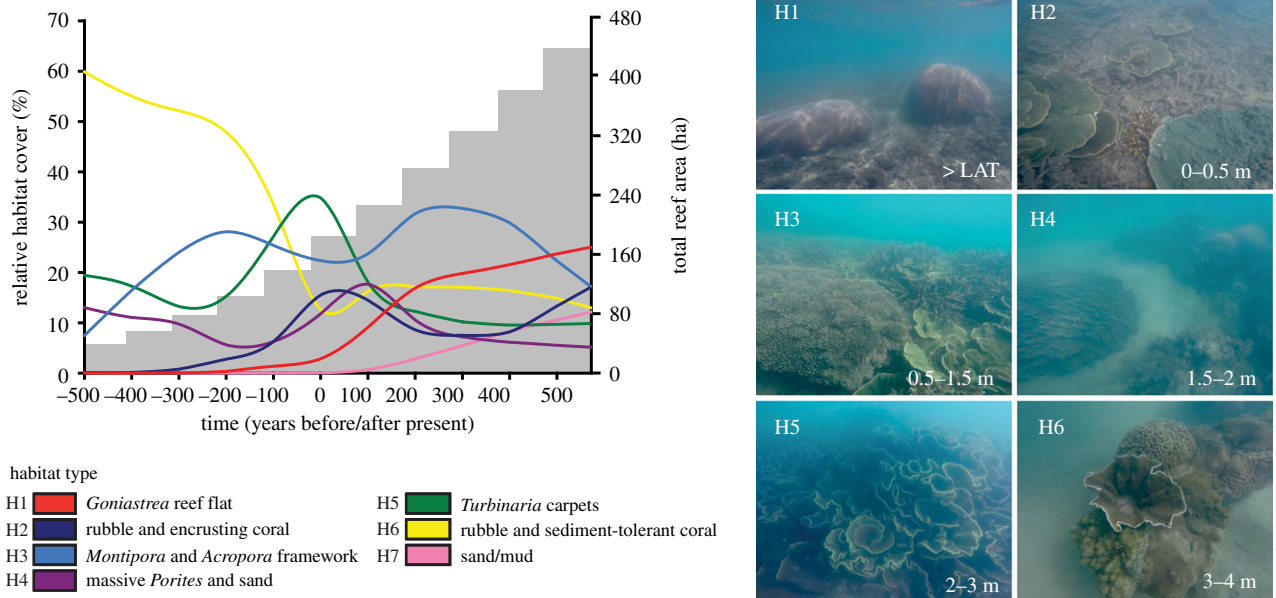 70
60
50
40
30
20
10
0
relative habitat cover (%)
480
400
320
240
160
80
0
total reef area (ha)
–500 –400 –300 –200 –100 0 100 200 300 400 500
time (years before/after present)
habitat type
H1 Goniastrea reef flat
H2 rubble and encrusting coral
H3 Montipora and Acropora framework
H4 massive Porites and sand
H5 Turbinaria carpets
H6 rubble and sediment-tolerant coral
H7 sand/mud
H1
> LAT
H2
0–0.5 m
H3
0.5–1.5 m
H4
1.5–2 m
H5
2–3 m
H6
3–4 m